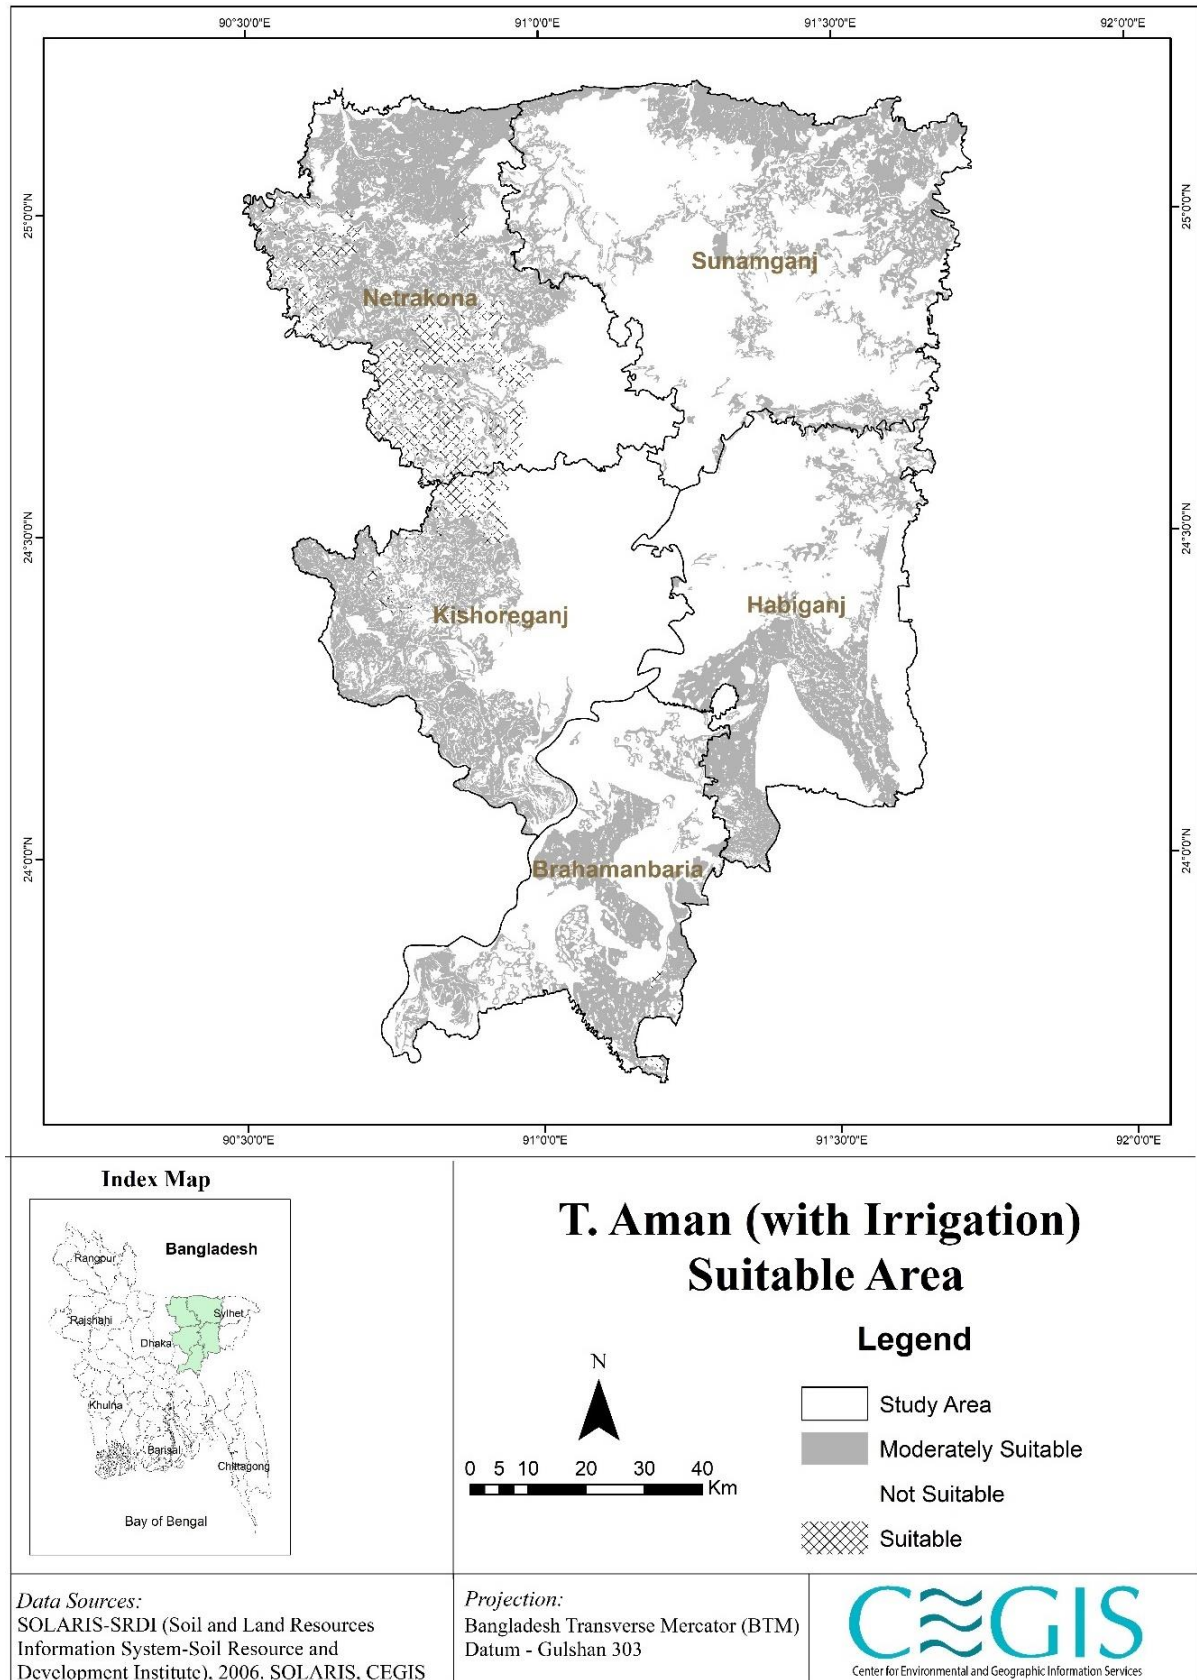 90°30'0"E 91°0'0"E 91°30'0"E 92°0'0"E
25°0'0"N
25°0'0"N
Sunamganj
Netrakona
24°30'0"N
24°30'0"N
Habiganj
Kishoreganj
24°0'0"N
24°0'0"N
Brahamanbaria
90°30'0"E 91°0'0"E 91°30'0"E 92°0'0"E
Index Map
Bangladesh
Rangpur
Sylhet
Rajshahi
Dhaka
Khulna
Barisal
Chittagong
Bay of Bengal
T. Aman (with Irrigation)
Suitable Area
Legend
N
Study Area
Moderately Suitable
Not Suitable
Suitable
0 5 10 20 30 40
Km
Data Sources:
SOLARIS-SRDI (Soil and Land Resources
Information System-Soil Resource and
Development Institute), 2006, SOLARIS, CEGIS
Projection:
Bangladesh Transverse Mercator (BTM)
Datum - Gulshan 303
CEGIS
Center for Environmental and Geographic Information Services